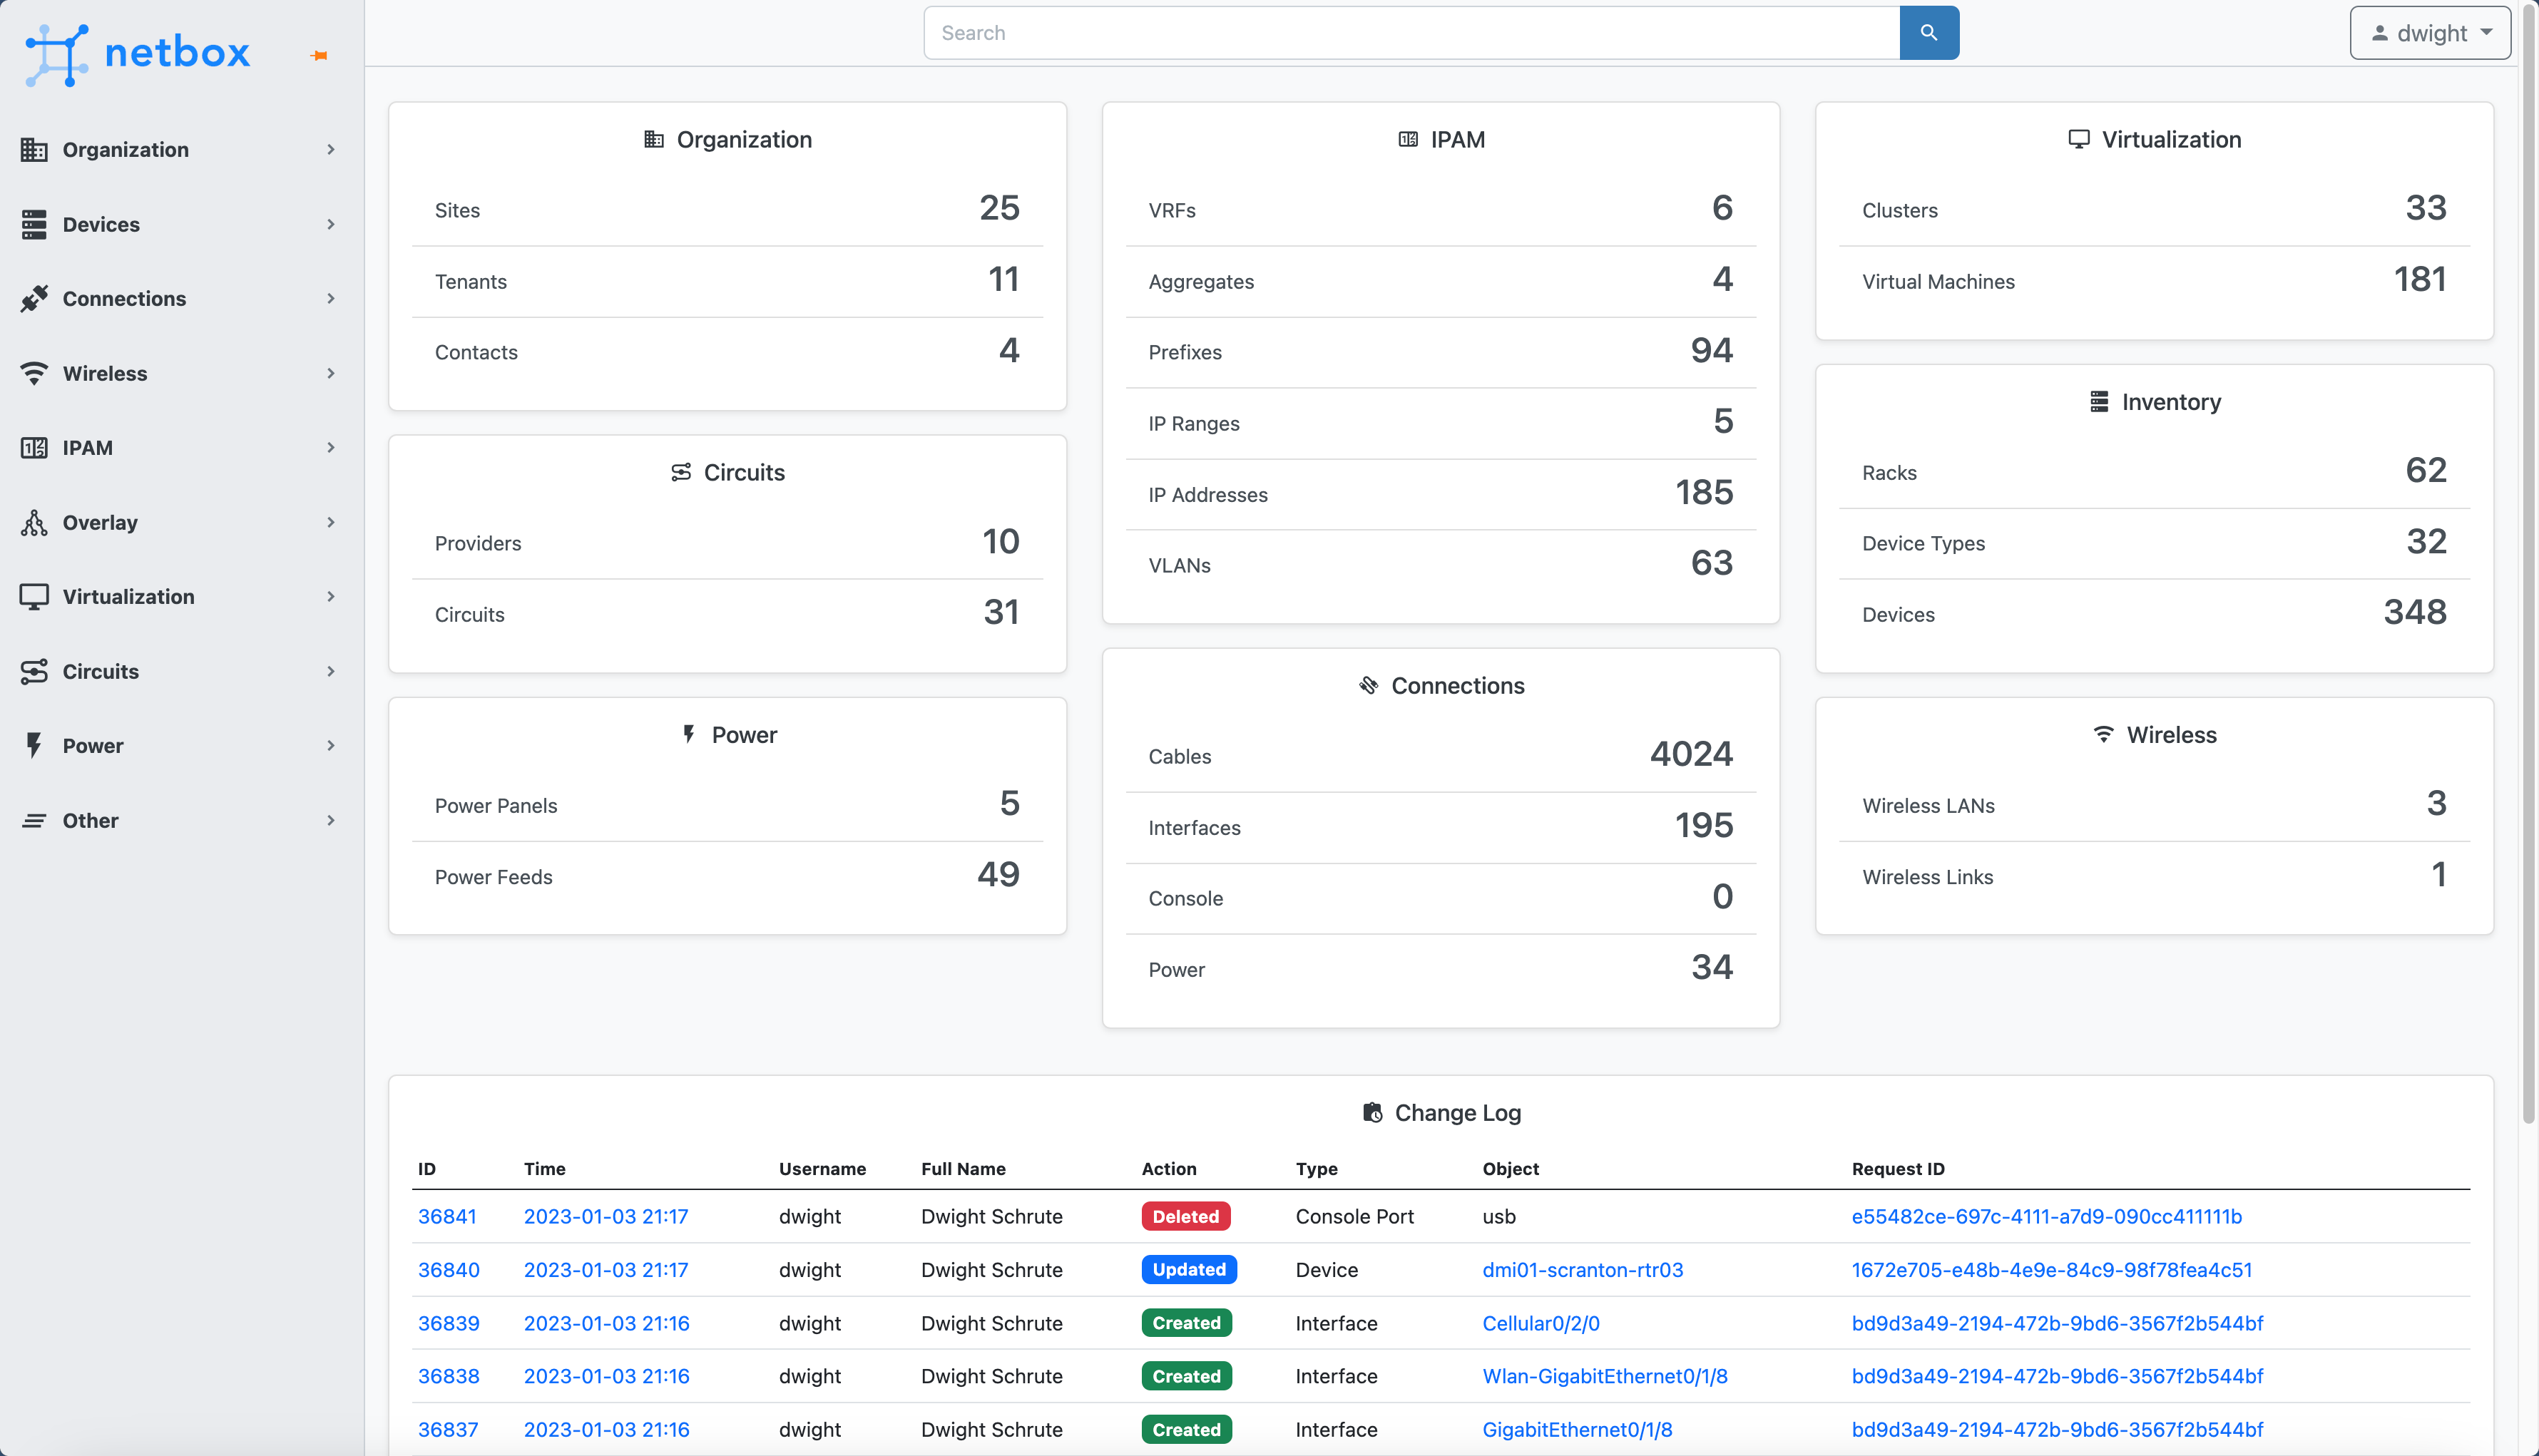 netbox
Search
dwight
Organization
Devices
Connections
Wireless
IPAM
Overlay
Virtualization
Circuits
Power
Other
Organization
Sites 25
Tenants 11
Contacts 4
Circuits
Providers 10
Circuits 31
Power
Power Panels 5
Power Feeds 49
IPAM
VRFs 6
Aggregates 4
Prefixes 94
IP Ranges 5
IP Addresses 185
VLANs 63
Connections
Cables 4024
Interfaces 195
Console 0
Power 34
Virtualization
Clusters 33
Virtual Machines 181
Inventory
Racks 62
Device Types 32
Devices 348
Wireless
Wireless LANs 3
Wireless Links 1
Change Log
ID Time Username Full Name Action Type Object Request ID
36841 2023-01-03 21:17 dwight Dwight Schrute Deleted Console Port usb e55482ce-697c-4111-a7d9-090cc411111b
36840 2023-01-03 21:17 dwight Dwight Schrute Updated Device dmi01-scranton-rtr03 1672e705-e48b-4e9e-84c9-98f78fea4c51
36839 2023-01-03 21:16 dwight Dwight Schrute Created Interface Cellular0/2/0 bd9d3a49-2194-472b-9bd6-3567f2b544bf
36838 2023-01-03 21:16 dwight Dwight Schrute Created Interface Wlan-GigabitEthernet0/1/8 bd9d3a49-2194-472b-9bd6-3567f2b544bf
36837 2023-01-03 21:16 dwight Dwight Schrute Created Interface GigabitEthernet0/1/8 bd9d3a49-2194-472b-9bd6-3567f2b544bf